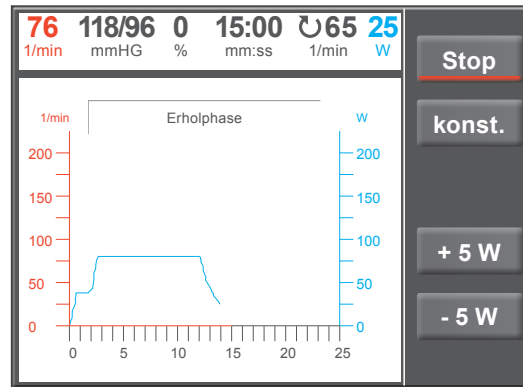 76 118/96 0 15:00 65 25
1/min mmHG % mm:ss 1/min W
Stop
konst.
+ 5 W
- 5 W
1/min Erholphase W
200 200
150 150
100 100
50 50
0 0
0 5 10 15 20 25